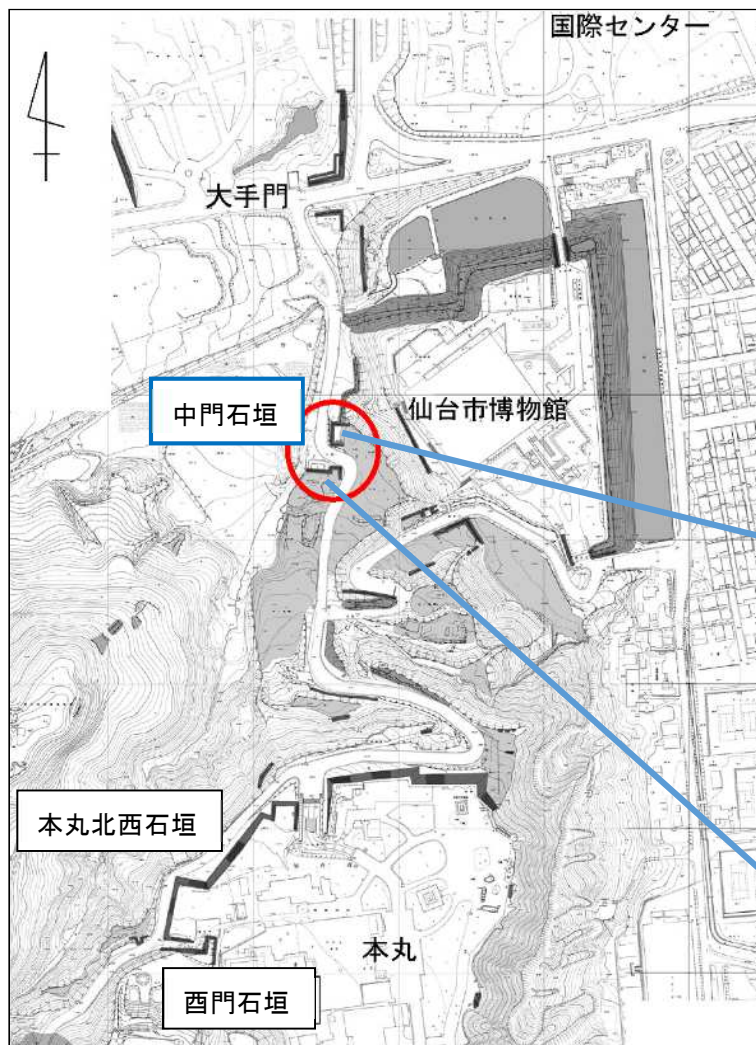 国際センター
大手門
中門石垣
仙台市博物館
本丸北西石垣
本丸
酉門石垣